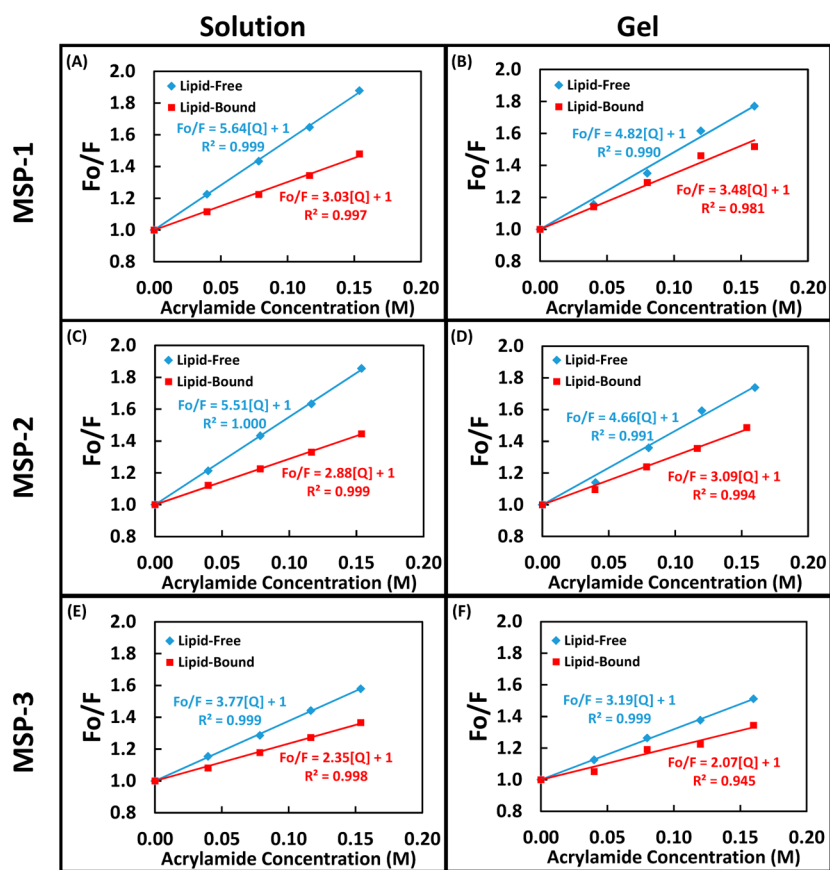 Solution
Gel
MSP-1
(A)
2.0
1.8
1.6
1.4
1.2
1.0
0.8
Fo/F
Lipid-Free
Lipid-Bound
Fo/F = 5.64[Q] + 1
R² = 0.999
Fo/F = 3.03[Q] + 1
R² = 0.997
0.00 0.05 0.10 0.15 0.20
Acrylamide Concentration (M)
(B)
2.0
1.8
1.6
1.4
1.2
1.0
0.8
Fo/F
Lipid-Free
Lipid-Bound
Fo/F = 4.82[Q] + 1
R² = 0.990
Fo/F = 3.48[Q] + 1
R² = 0.981
0.00 0.05 0.10 0.15 0.20
Acrylamide Concentration (M)
MSP-2
(C)
2.0
1.8
1.6
1.4
1.2
1.0
0.8
Fo/F
Lipid-Free
Lipid-Bound
Fo/F = 5.51[Q] + 1
R² = 1.000
Fo/F = 2.88[Q] + 1
R² = 0.999
0.00 0.05 0.10 0.15 0.20
Acrylamide Concentration (M)
(D)
2.0
1.8
1.6
1.4
1.2
1.0
0.8
Fo/F
Lipid-Free
Lipid-Bound
Fo/F = 4.66[Q] + 1
R² = 0.991
Fo/F = 3.09[Q] + 1
R² = 0.994
0.00 0.05 0.10 0.15 0.20
Acrylamide Concentration (M)
MSP-3
(E)
2.0
1.8
1.6
1.4
1.2
1.0
0.8
Fo/F
Lipid-Free
Lipid-Bound
Fo/F = 3.77[Q] + 1
R² = 0.999
Fo/F = 2.35[Q] + 1
R² = 0.998
0.00 0.05 0.10 0.15 0.20
Acrylamide Concentration (M)
(F)
2.0
1.8
1.6
1.4
1.2
1.0
0.8
Fo/F
Lipid-Free
Lipid-Bound
Fo/F = 3.19[Q] + 1
R² = 0.999
Fo/F = 2.07[Q] + 1
R² = 0.945
0.00 0.05 0.10 0.15 0.20
Acrylamide Concentration (M)